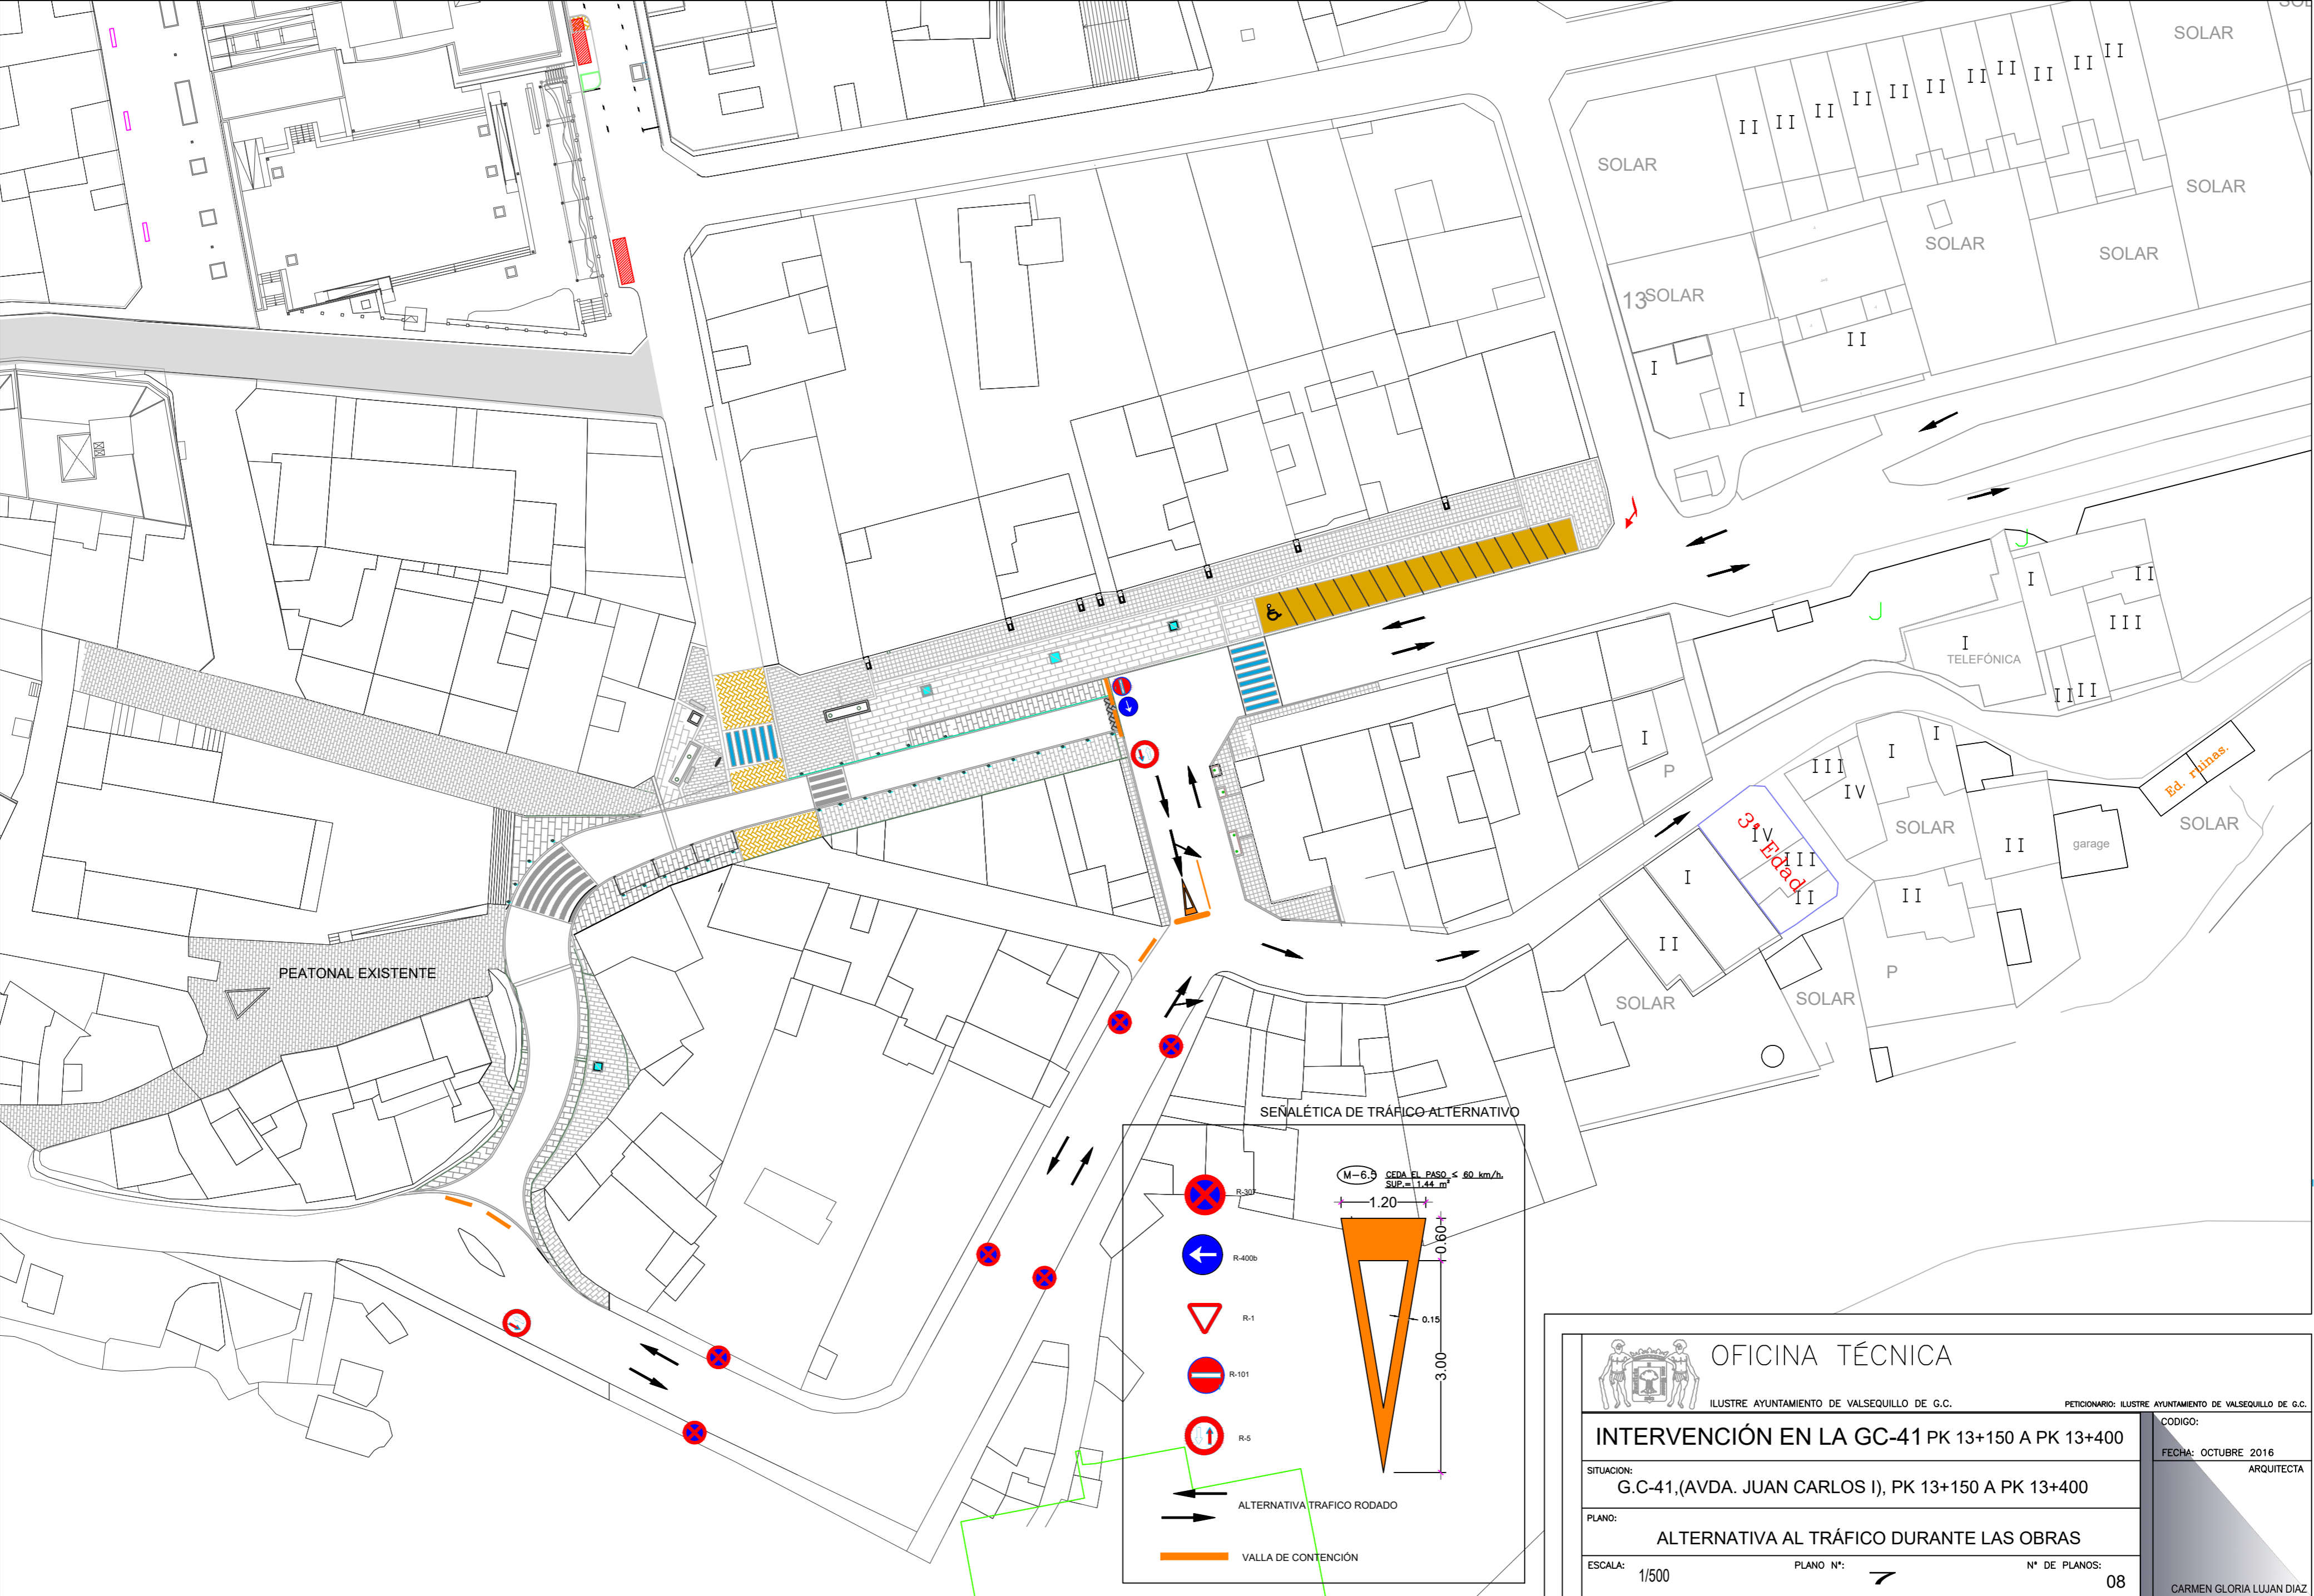 SOLAR
II
II
II
II
II
II
II
II
II
II
II
SOLAR
SOLAR
SOLAR
SOLAR
13
SOLAR
II
I
I
I
II
III
I
TELEFÓNICA
II
II
I
P
III
IV
I
I
SOLAR
Ed. ruinas.
SOLAR
garage
II
3ª Edad
IV
III
II
I
II
II
P
SOLAR
SOLAR
PEATONAL EXISTENTE
SEÑALÉTICA DE TRÁFICO ALTERNATIVO
R-307
R-400b
R-1
R-101
R-5
M-6.5
CEDA EL PASO ≤ 60 km/h.
SUP.= 1.44 m²
1.20
0.60
0.15
3.00
ALTERNATIVA TRAFICO RODADO
VALLA DE CONTENCIÓN
OFICINA TÉCNICA
ILUSTRE AYUNTAMIENTO DE VALSEQUILLO DE G.C.
PETICIONARIO: ILUSTRE AYUNTAMIENTO DE VALSEQUILLO DE G.C.
INTERVENCIÓN EN LA GC-41 PK 13+150 A PK 13+400
CODIGO:
FECHA: OCTUBRE 2016
ARQUITECTA
SITUACION:
G.C-41,(AVDA. JUAN CARLOS I), PK 13+150 A PK 13+400
PLANO:
ALTERNATIVA AL TRÁFICO DURANTE LAS OBRAS
ESCALA: 1/500
PLANO Nº: 7
Nº DE PLANOS: 08
CARMEN GLORIA LUJAN DIAZ